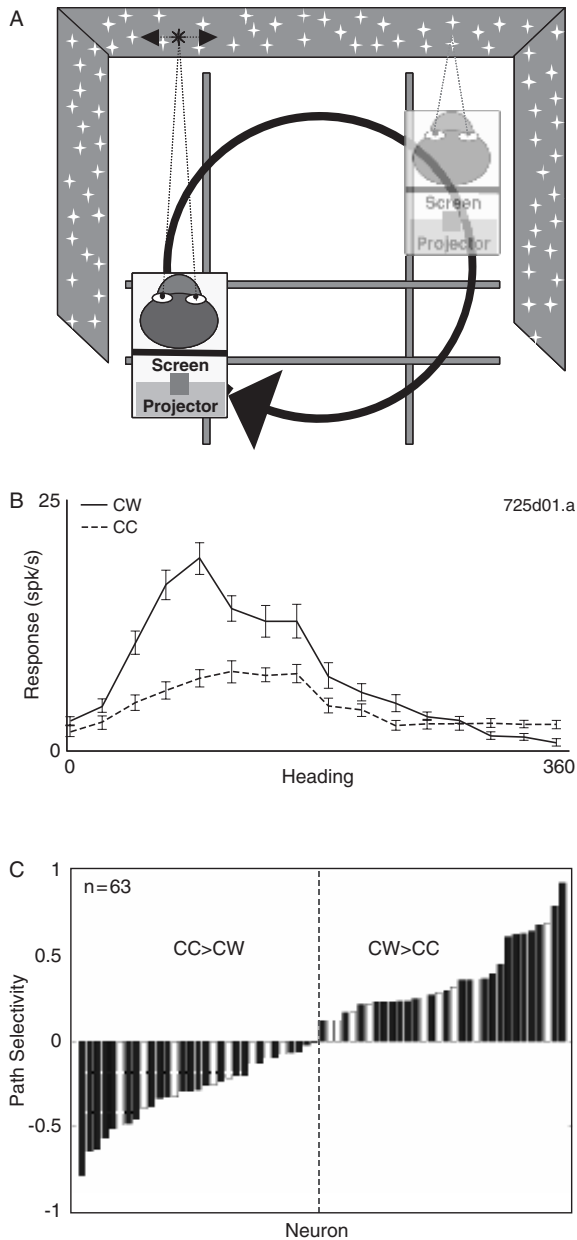 A
Screen
Projector
Screen
Projector
B
25
CW
CC
725d01.a
Response (spk/s)
0
0
360
Heading
C
1
n=63
CC>CW
CW>CC
0.5
Path Selectivity
0
-0.5
-1
Neuron